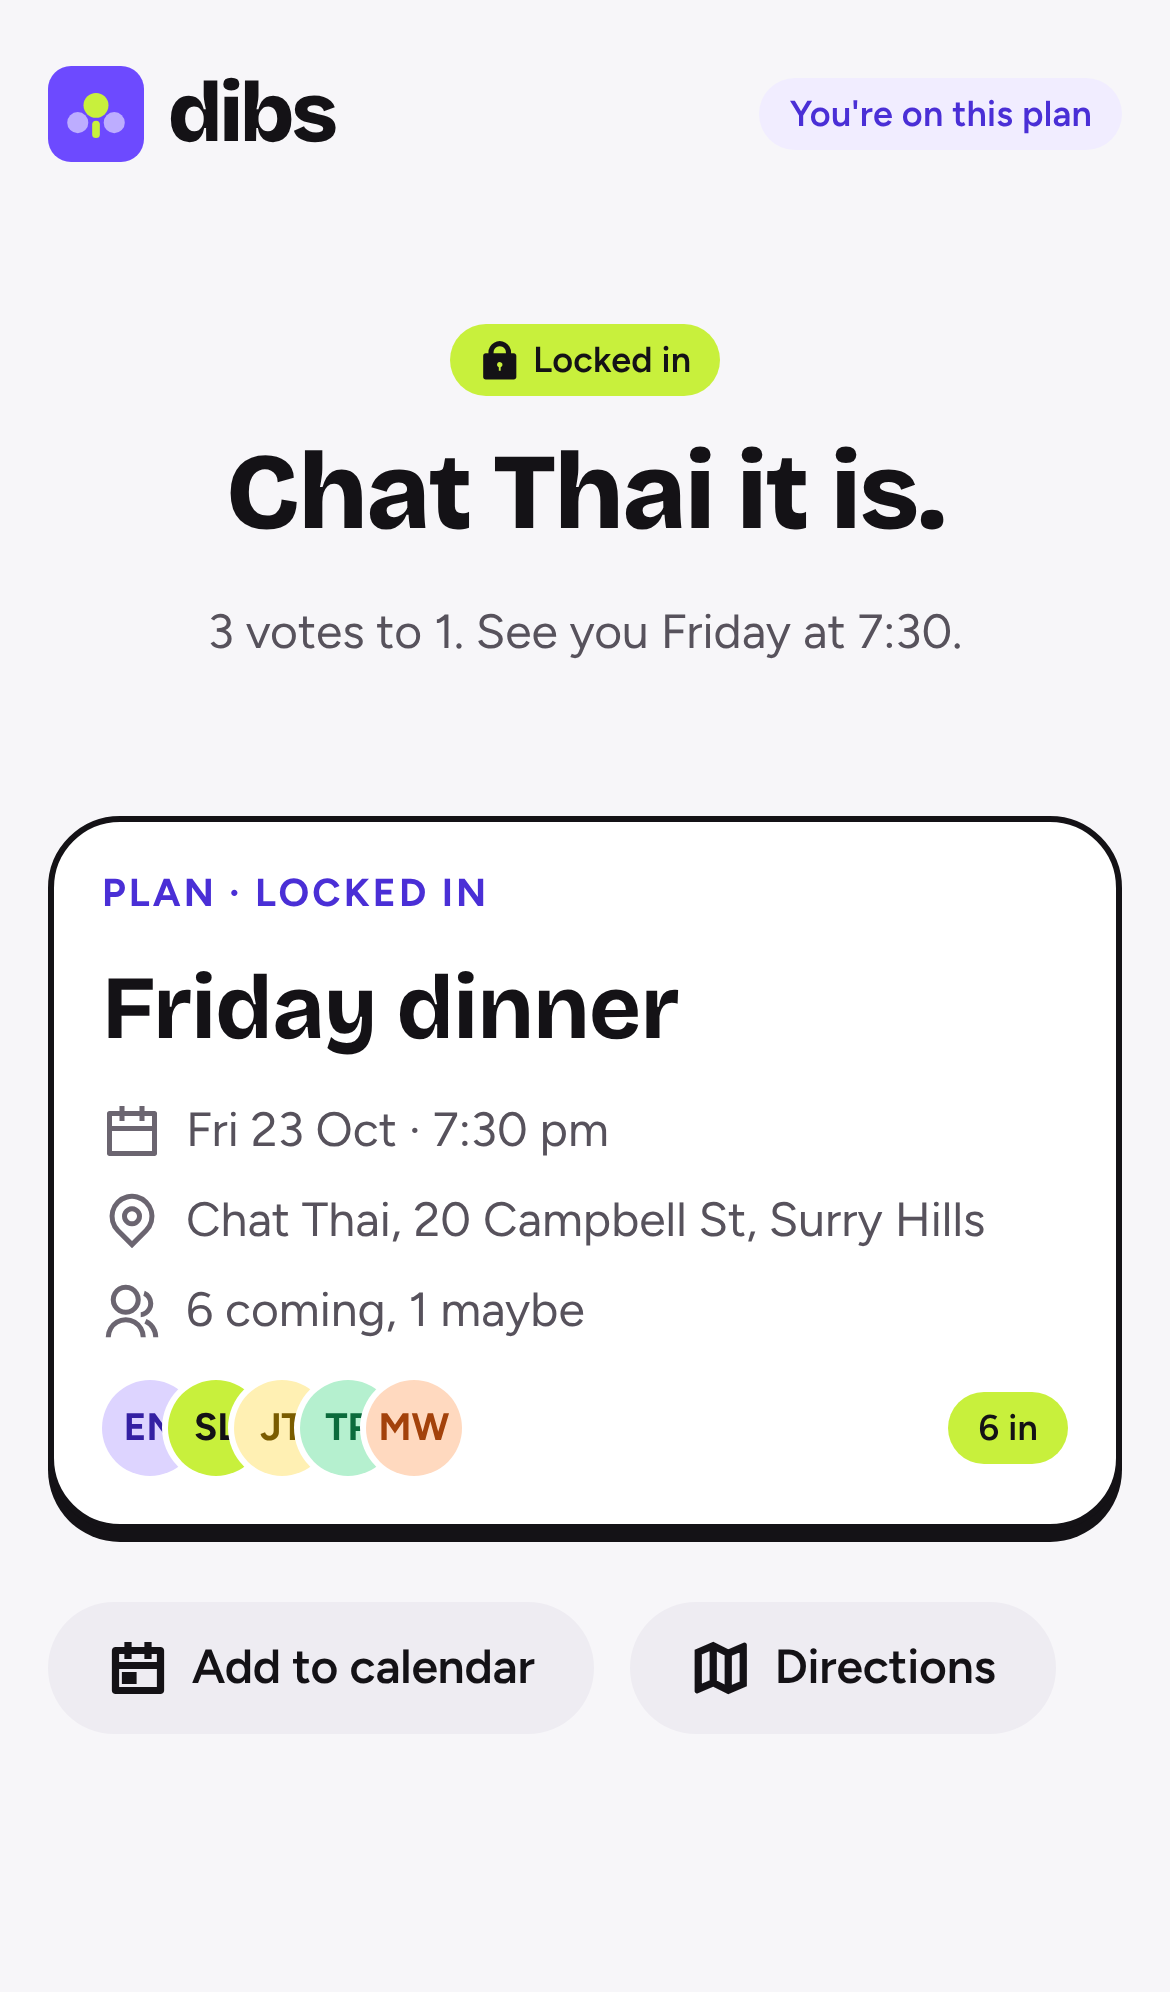 dibs
You're on this plan
Locked in
Chat Thai it is.
3 votes to 1. See you Friday at 7:30.
PLAN · LOCKED IN
Friday dinner
Fri 23 Oct · 7:30 pm
Chat Thai, 20 Campbell St, Surry Hills
6 coming, 1 maybe
JT MW
6 in
Add to calendar
Directions